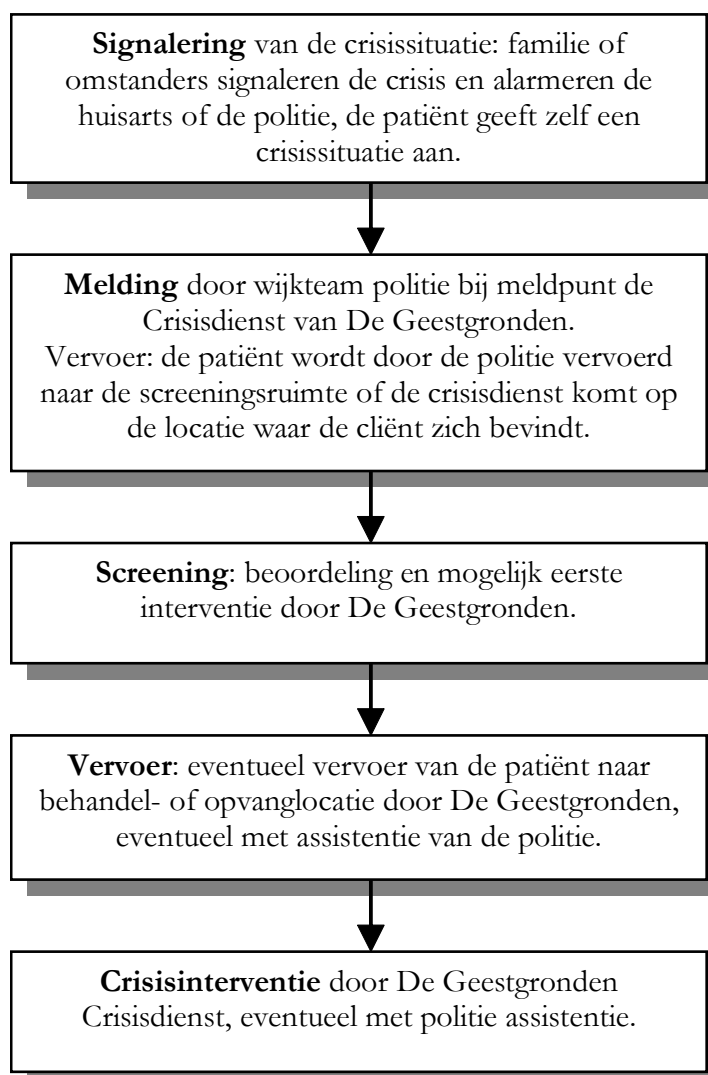 Signalering van de crisissituatie: familie of
omstanders signaleren de crisis en alarmeren de
huisarts of de politie, de patiënt geeft zelf een
crisissituatie aan.
Melding door wijkteam politie bij meldpunt de
Crisisdienst van De Geestgronden.
Vervoer: de patiënt wordt door de politie vervoerd
naar de screeningsruimte of de crisisdienst komt op
de locatie waar de cliënt zich bevindt.
Screening: beoordeling en mogelijk eerste
interventie door De Geestgronden.
Vervoer: eventueel vervoer van de patiënt naar
behandel- of opvanglocatie door De Geestgronden,
eventueel met assistentie van de politie.
Crisisinterventie door De Geestgronden
Crisisdienst, eventueel met politie assistentie.